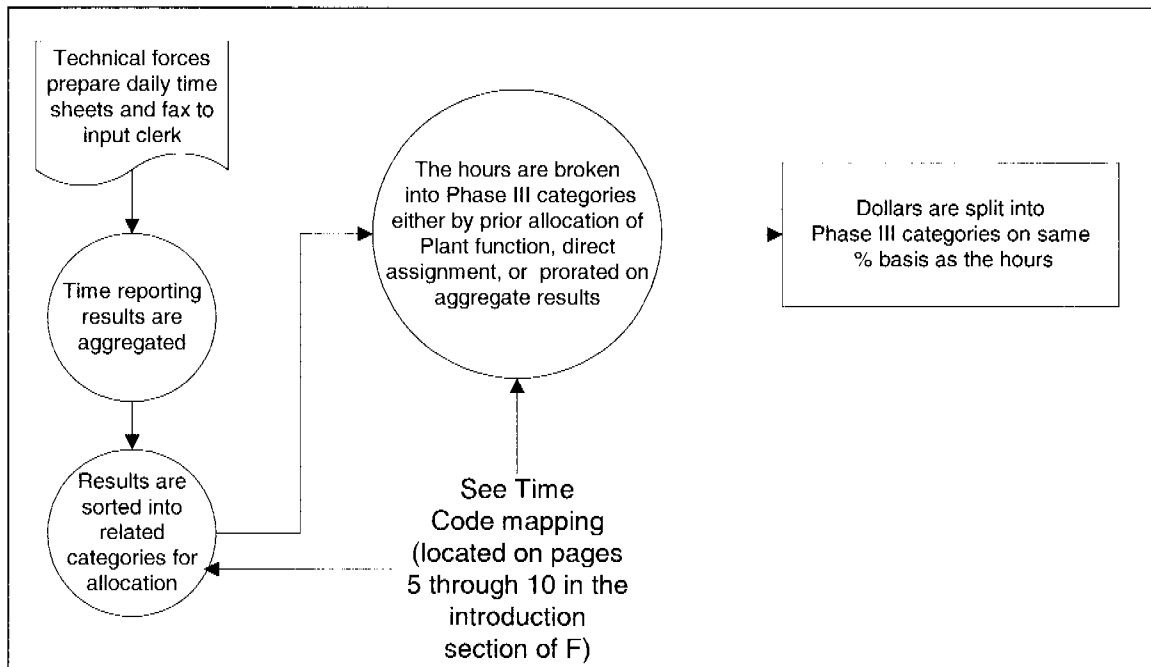 Technical forces
prepare daily time
sheets and fax to
input clerk
Time reporting
results are
aggregated
Results are
sorted into
related
categories for
allocation
The hours are broken
into Phase III categories
either by prior allocation of
Plant function, direct
assignment, or prorated on
aggregate results
See Time
Code mapping
(located on pages
5 through 10 in the
introduction
section of F)
Dollars are split into
Phase III categories on same
% basis as the hours